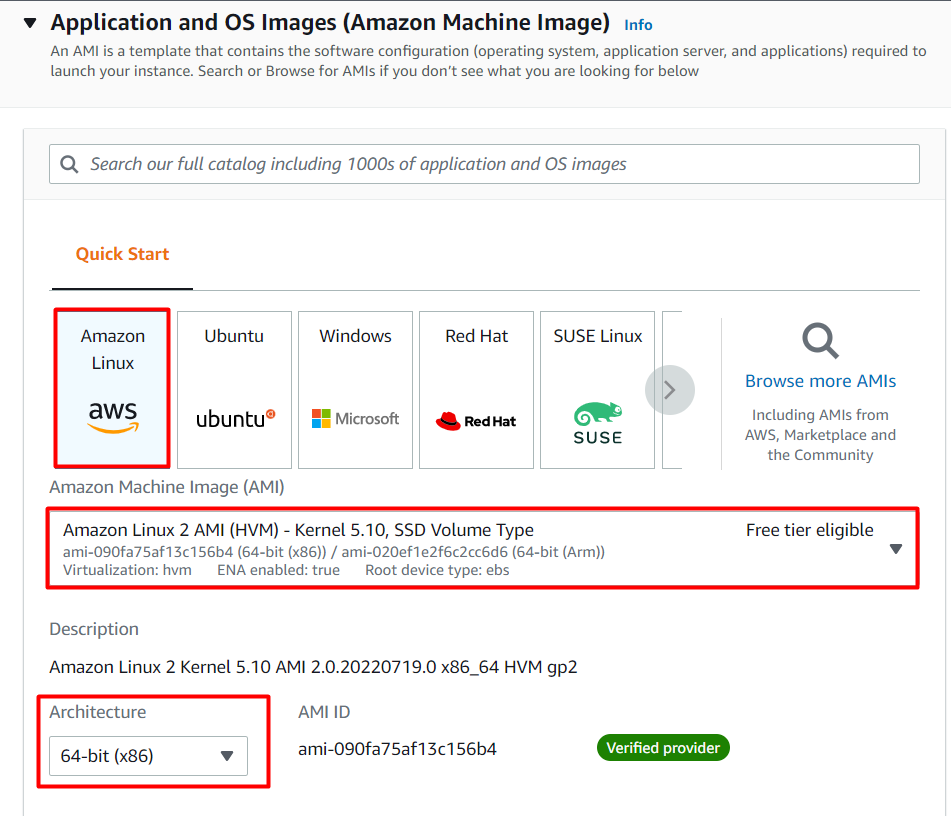 Application and OS Images (Amazon Machine Image) Info
An AMI is a template that contains the software configuration (operating system, application server, and applications) required to
launch your instance. Search or Browse for AMIs if you don’t see what you are looking for below
Search our full catalog including 1000s of application and OS images
Quick Start
Amazon
Linux
aws
Ubuntu
ubuntu
Windows
Microsoft
Red Hat
Red Hat
SUSE Linux
SUSE
Browse more AMIs
Including AMIs from
AWS, Marketplace and
the Community
Amazon Machine Image (AMI)
Amazon Linux 2 AMI (HVM) - Kernel 5.10, SSD Volume Type Free tier eligible
ami-090fa75af13c156b4 (64-bit (x86)) / ami-020ef1e2f6c2cc6d6 (64-bit (Arm))
Virtualization: hvm ENA enabled: true Root device type: ebs
Description
Amazon Linux 2 Kernel 5.10 AMI 2.0.20220719.0 x86_64 HVM gp2
Architecture AMI ID
64-bit (x86) ami-090fa75af13c156b4 Verified provider